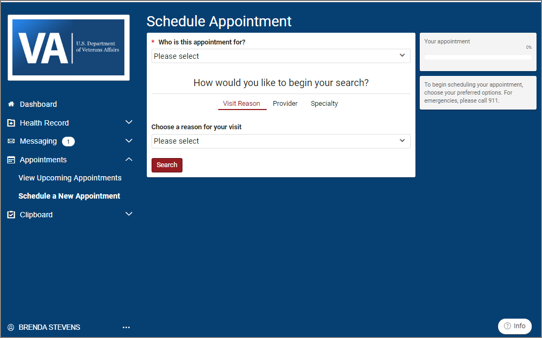 VA
U.S. Department
of Veterans Affairs
Dashboard
Health Record
Messaging 1
Appointments
View Upcoming Appointments
Schedule a New Appointment
Clipboard
BRENDA STEVENS
Schedule Appointment
* Who is this appointment for?
Please select
How would you like to begin your search?
Visit Reason Provider Specialty
Choose a reason for your visit
Please select
Search
Your appointment
0%
To begin scheduling your appointment,
choose your preferred options. For
emergencies, please call 911.
Info